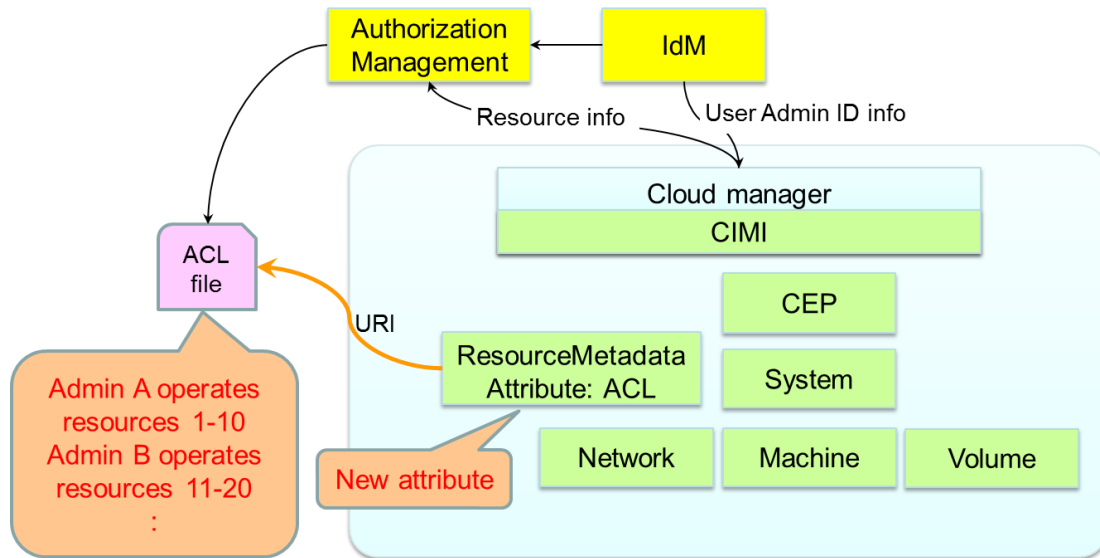 Authorization
Management
IdM
Resource info
User Admin ID info
Cloud manager
CIMI
ACL
file
CEP
URI
ResourceMetadata
Attribute: ACL
System
Admin A operates
resources 1-10
Admin B operates
resources 11-20
:
New attribute
Network
Machine
Volume